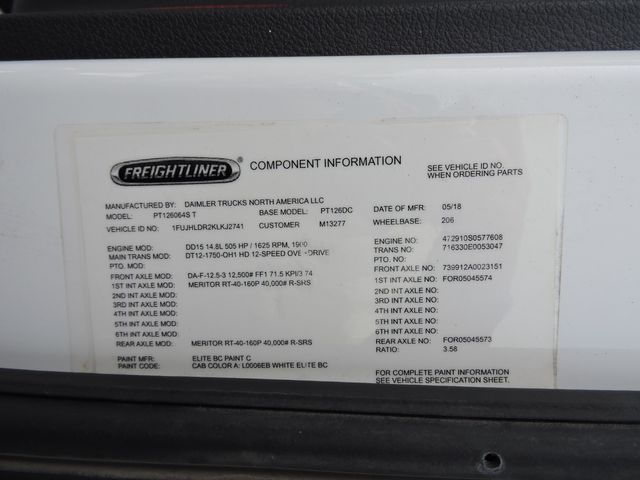 FREIGHTLINER® COMPONENT INFORMATION SEE VEHICLE ID NO.
WHEN ORDERING PARTS
MANUFACTURED BY: DAIMLER TRUCKS NORTH AMERICA LLC DATE OF MFR: 05/18
MODEL: PT126064S T BASE MODEL: PT126DC WHEELBASE: 206
VEHICLE ID NO: 1FUJHLDR2KLKJ2741 CUSTOMER M13277
ENGINE MOD: DD15 14.8L 505 HP / 1625 RPM, 1900 ENGINE NO: 472910S0577608
MAIN TRANS MOD: DT12-1750-OH1 HD 12-SPEED OVERDRIVE TRANS NO: 716330E0053047
PTO. MOD: PTO. NO:
FRONT AXLE MOD: DA-F-12.5-3 12,500# FF1 71.5 KPI/3.74 FRONT AXLE NO: 739912A0023151
1ST INT AXLE MOD: MERITOR RT-40-160P 40,000# R-SRS 1ST INT AXLE NO: FOR05045574
2ND INT AXLE MOD: 2ND INT AXLE NO:
3RD INT AXLE MOD: 3RD INT AXLE NO:
4TH INT AXLE MOD: 4TH INT AXLE NO:
5TH INT AXLE MOD: 5TH INT AXLE NO:
6TH INT AXLE MOD: 6TH INT AXLE NO:
REAR AXLE MOD: MERITOR RT-40-160P 40,000# R-SRS REAR AXLE NO: FOR05045573
RATIO: 3.58
PAINT MFR: ELITE BC PAINT C
PAINT CODE: CAB COLOR A: L0006EB WHITE ELITE BC
FOR COMPLETE PAINT INFORMATION
SEE VEHICLE SPECIFICATION SHEET.